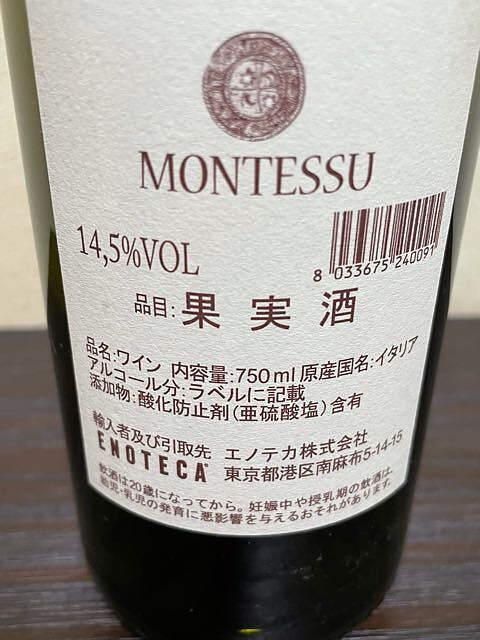 MONTESSU
14,5%VOL
8 033675 240091
品目:果実酒
品名:ワイン 内容量:750ml 原産国名:イタリア
アルコール分:ラベルに記載
添加物:酸化防止剤(亜硫酸塩)含有
輸入者及び引取先 エノテカ株式会社
ENOTECA 東京都港区南麻布5-14-15
飲酒は20歳になってから。妊娠中や授乳期の飲酒は、
胎児・乳児の発育に悪影響を与えるおそれがあります。